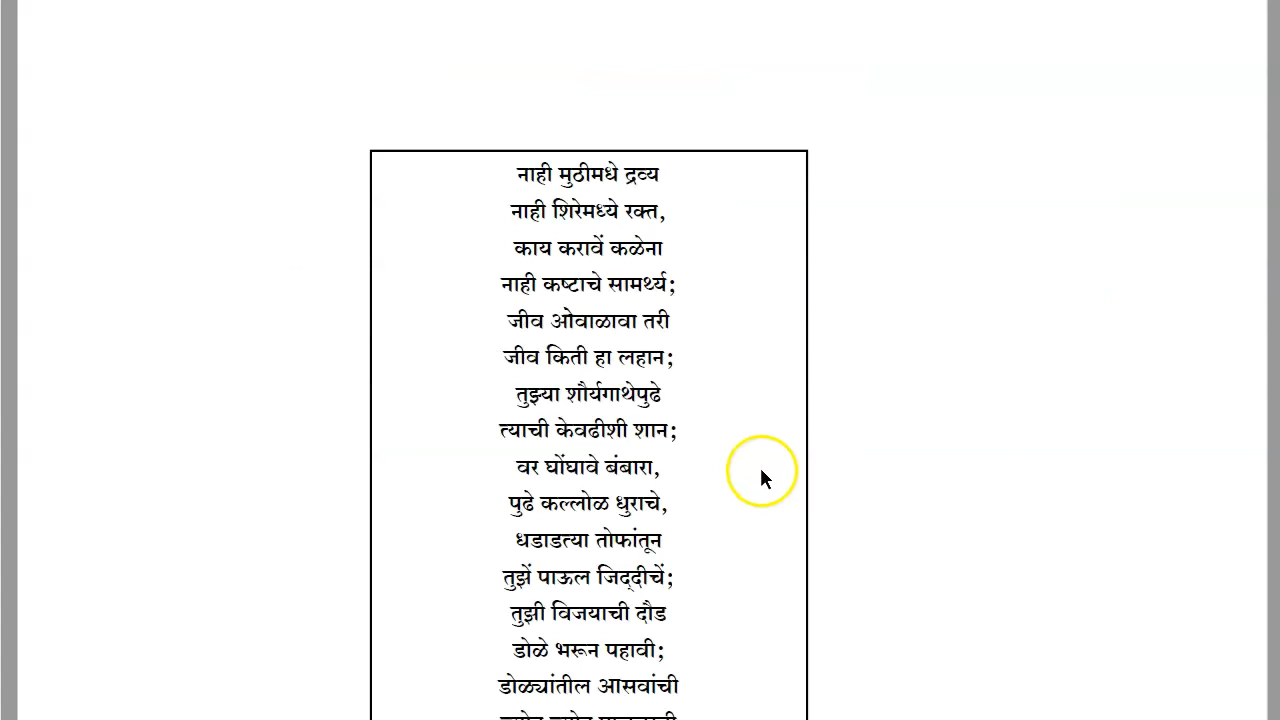 नाही मुठीमधे द्रव्य
नाही शिरेमध्ये रक्त,
काय करावें कळेना
नाही कष्टाचे सामर्थ्य;
जीव ओवाळावा तरी
जीव किती हा लहान;
तुझ्या शौर्यगाथेपुढे
त्याची केवढीशी शान;
वर घोंघावे बंबारा,
पुढे कल्लोळ धुराचे,
धडाडत्या तोफांतून
तुझें पाऊल जिद्दीचें;
तुझी विजयाची दौड
डोळे भरून पहावी;
डोळ्यांतील आसवांची